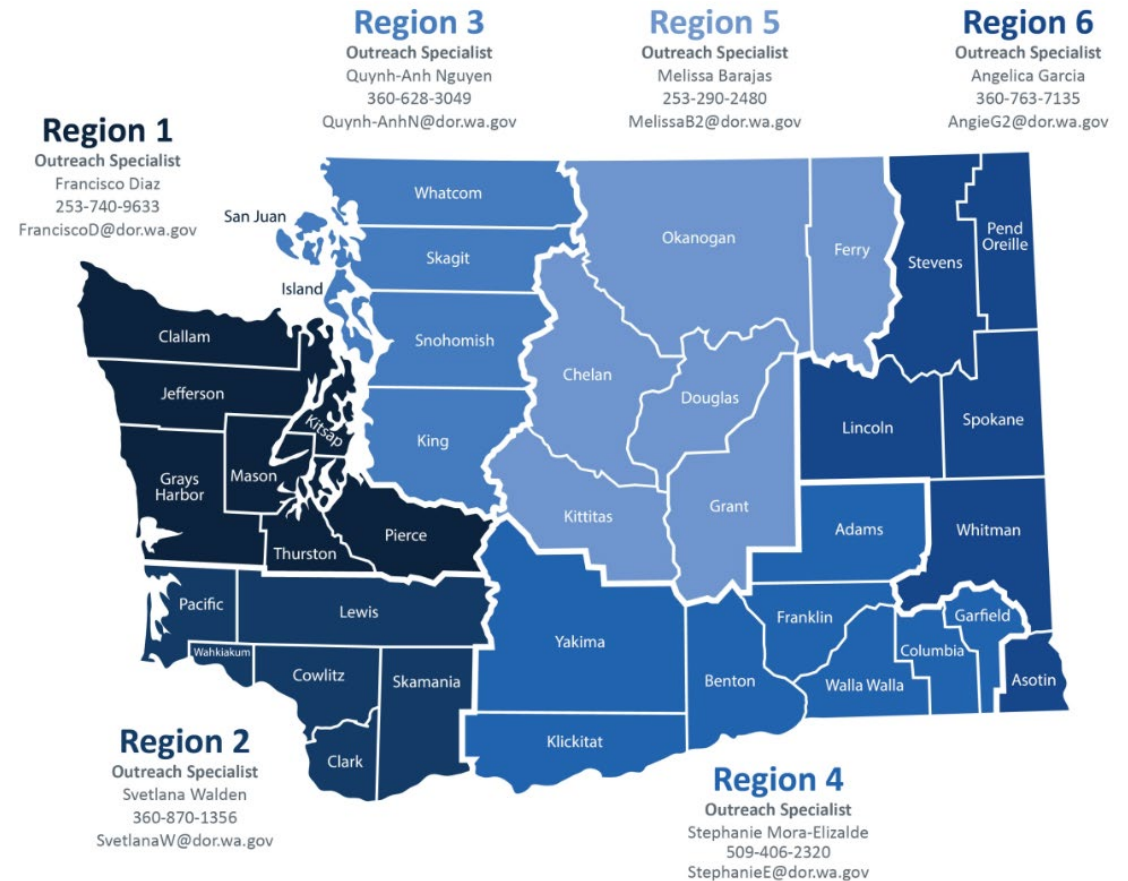 Region 3
Outreach Specialist
Quynh-Anh Nguyen
360-628-3049
Quynh-AnhN@dor.wa.gov
Region 5
Outreach Specialist
Melissa Barajas
253-290-2480
MelissaB2@dor.wa.gov
Region 6
Outreach Specialist
Angelica Garcia
360-763-7135
AngieG2@dor.wa.gov
Region 1
Outreach Specialist
Francisco Diaz
253-740-9633
FranciscoD@dor.wa.gov
Whatcom
San Juan
Skagit
Island
Snohomish
King
Okanogan
Ferry
Chelan
Douglas
Kittitas
Grant
Stevens
Pend
Oreille
Lincoln
Spokane
Whitman
Asotin
Clallam
Jefferson
Kitsap
Grays
Harbor
Mason
Thurston
Pierce
Pacific
Lewis
Wahkiakum
Cowlitz
Skamania
Clark
Adams
Yakima
Franklin
Garfield
Columbia
Benton
Walla Walla
Klickitat
Region 2
Outreach Specialist
Svetlana Walden
360-870-1356
SvetlanaW@dor.wa.gov
Region 4
Outreach Specialist
Stephanie Mora-Elizalde
509-406-2320
StephanieE@dor.wa.gov